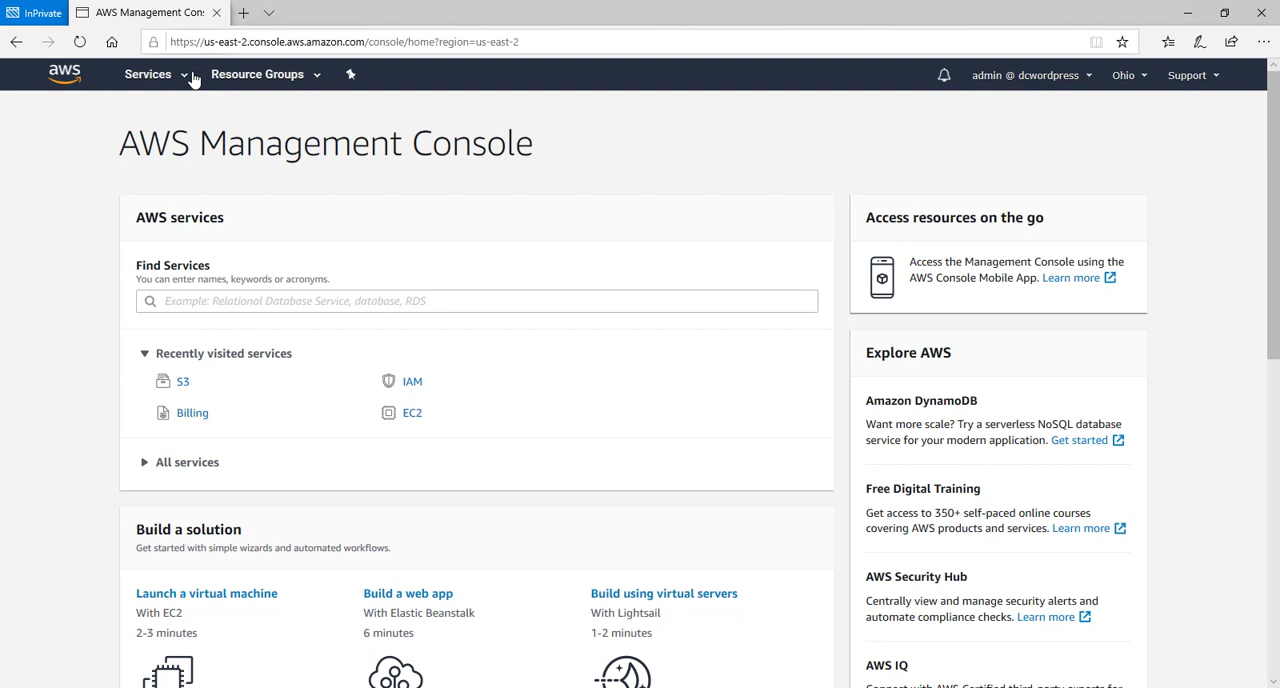 InPrivate
AWS Management Con:
https://us-east-2.console.aws.amazon.com/console/home?region=us-east-2
aws
Services
Resource Groups
admin @ dcwordpress
Ohio
Support
AWS Management Console
AWS services
Find Services
You can enter names, keywords or acronyms.
Example: Relational Database Service, database, RDS
Recently visited services
S3
IAM
Billing
EC2
All services
Build a solution
Get started with simple wizards and automated workflows.
Launch a virtual machine
With EC2
2-3 minutes
Build a web app
With Elastic Beanstalk
6 minutes
Build using virtual servers
With Lightsail
1-2 minutes
Access resources on the go
Access the Management Console using the
AWS Console Mobile App. Learn more
Explore AWS
Amazon DynamoDB
Want more scale? Try a serverless NoSQL database
service for your modern application. Get started
Free Digital Training
Get access to 350+ self-paced online courses
covering AWS products and services. Learn more
AWS Security Hub
Centrally view and manage security alerts and
automate compliance checks. Learn more
AWS IQ
Connect with AWS Certified third-party experts for